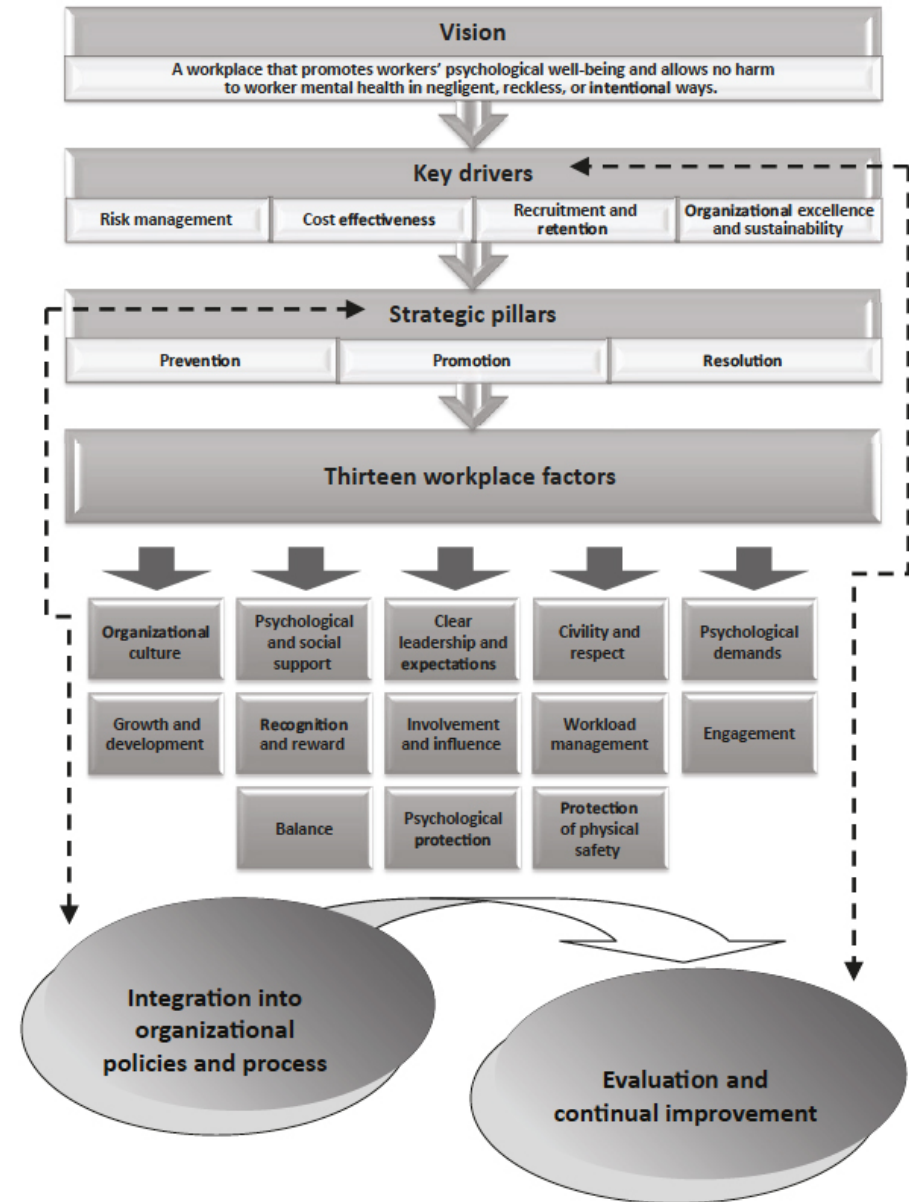 Vision
A workplace that promotes workers’ psychological well-being and allows no harm
to worker mental health in negligent, reckless, or intentional ways.
Key drivers
Risk management
Cost effectiveness
Recruitment and
retention
Organizational excellence
and sustainability
Strategic pillars
Prevention
Promotion
Resolution
Thirteen workplace factors
Organizational
culture
Psychological
and social
support
Clear
leadership and
expectations
Civility and
respect
Psychological
demands
Growth and
development
Recognition
and reward
Involvement
and influence
Workload
management
Engagement
Balance
Psychological
protection
Protection
of physical
safety
Integration into
organizational
policies and process
Evaluation and
continual improvement